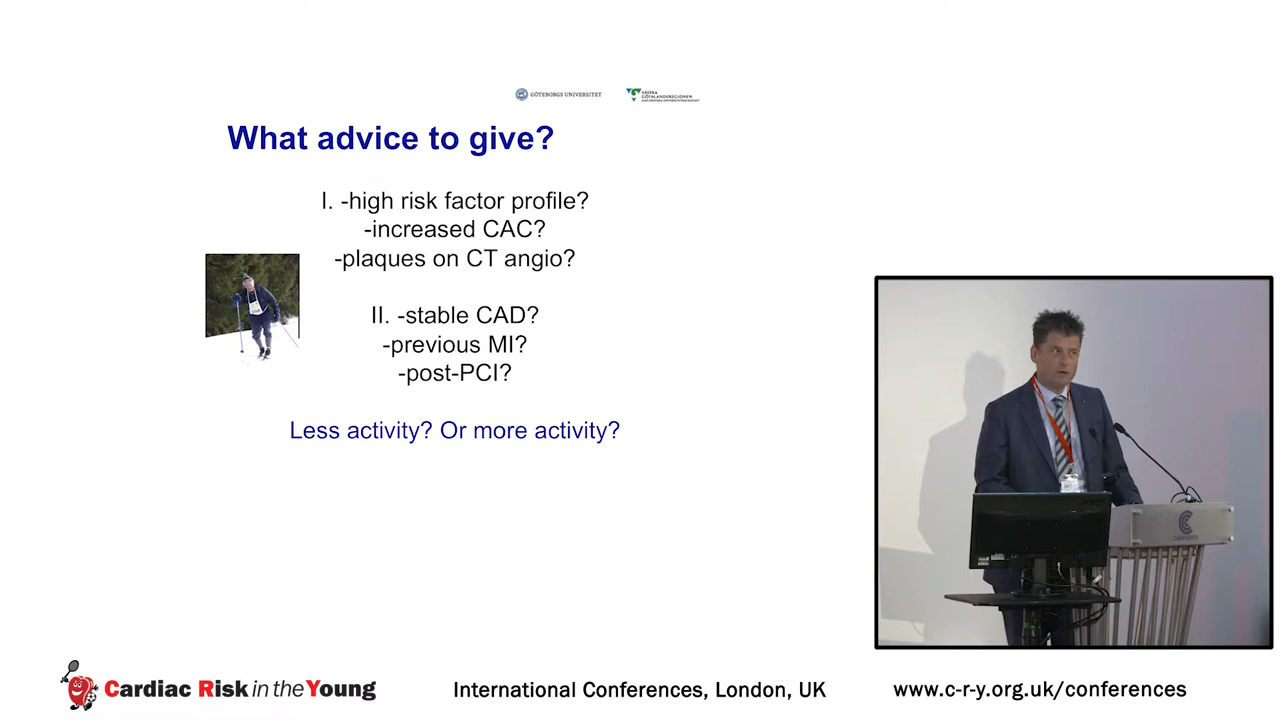 GÖTEBORGS UNIVERSITET
VÄSTRA
GÖTALANDSREGIONEN
What advice to give?
I. -high risk factor profile?
-increased CAC?
-plaques on CT angio?
II. -stable CAD?
-previous MI?
-post-PCI?
Less activity? Or more activity?
Cardiac Risk in the Young
International Conferences, London, UK
www.c-r-y.org.uk/conferences